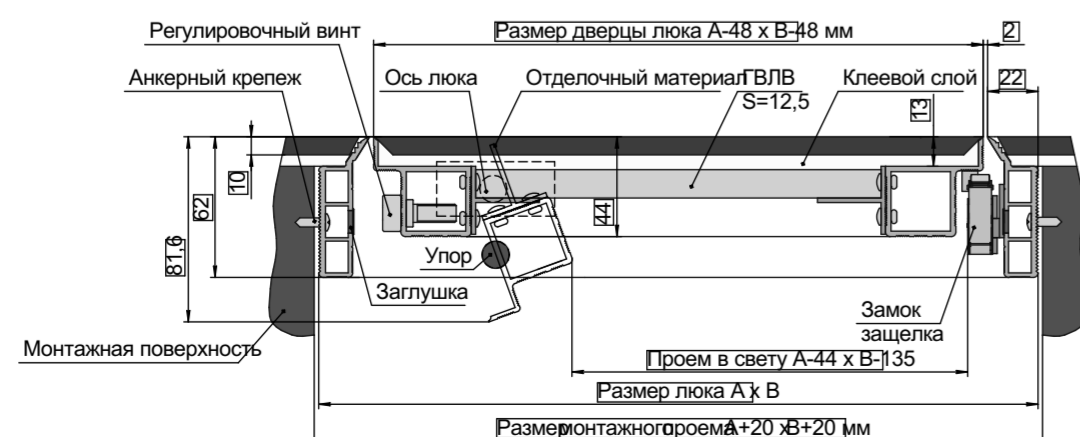 Регулировочный винт
Размер дверцы люка А-48 х В-48 мм
2
Анкерный крепеж
Ось люка
Отделочный материал
ГВЛВ
S=12,5
Клеевой слой
22
13
10
62
44
81,6
Упор
Заглушка
Замок
защелка
Монтажная поверхность
Проем в свету А-44 х В-135
Размер люка А х В
Размер монтажного проема А+20 х В+20 мм